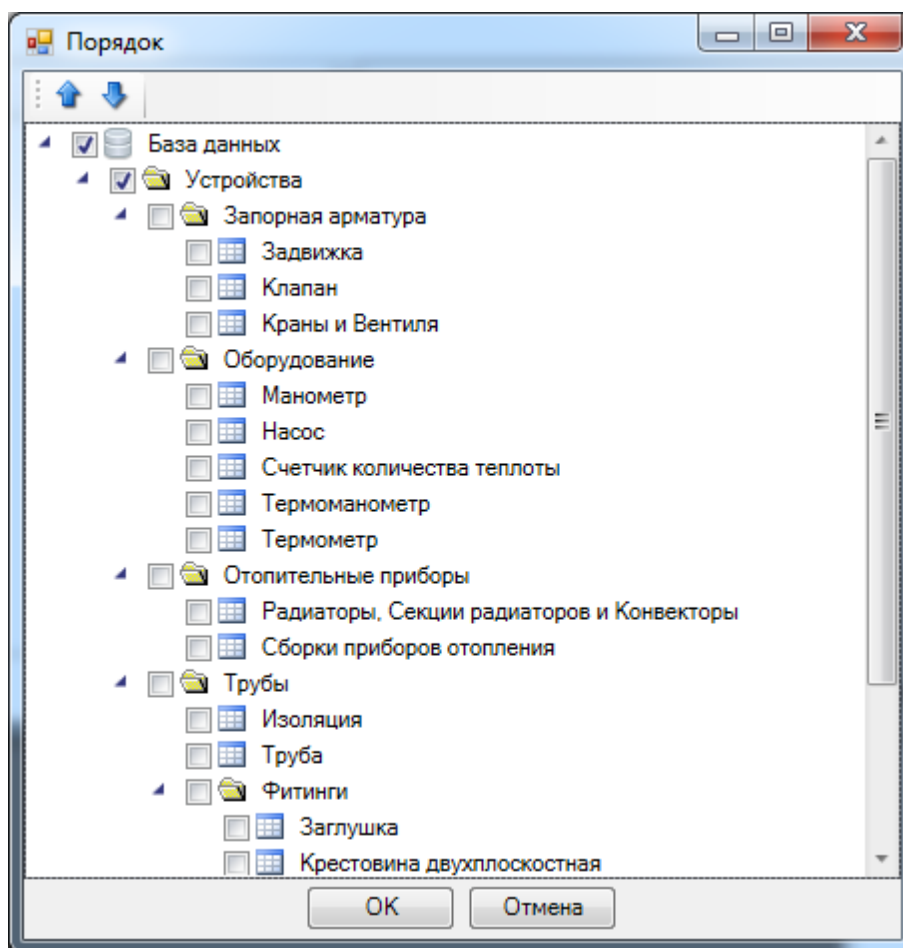 Порядок
База данных
Устройства
Запорная арматура
Задвижка
Клапан
Краны и Вентиля
Оборудование
Манометр
Насос
Счетчик количества теплоты
Термоманометр
Термометр
Отопительные приборы
Радиаторы, Секции радиаторов и Конвекторы
Сборки приборов отопления
Трубы
Изоляция
Труба
Фитинги
Заглушка
Крестовина двухплоскостная
OK Отмена